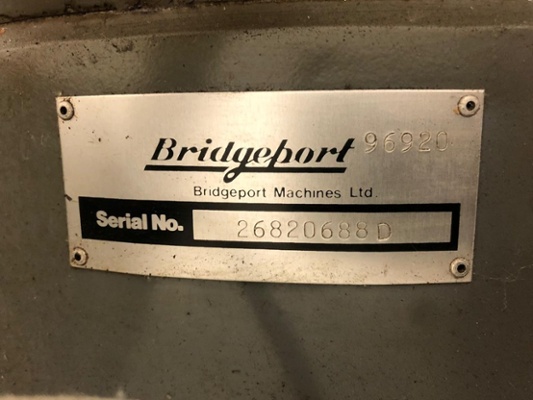 Bridgeport 96920
Bridgeport Machines Ltd.
Serial No. 26820688D